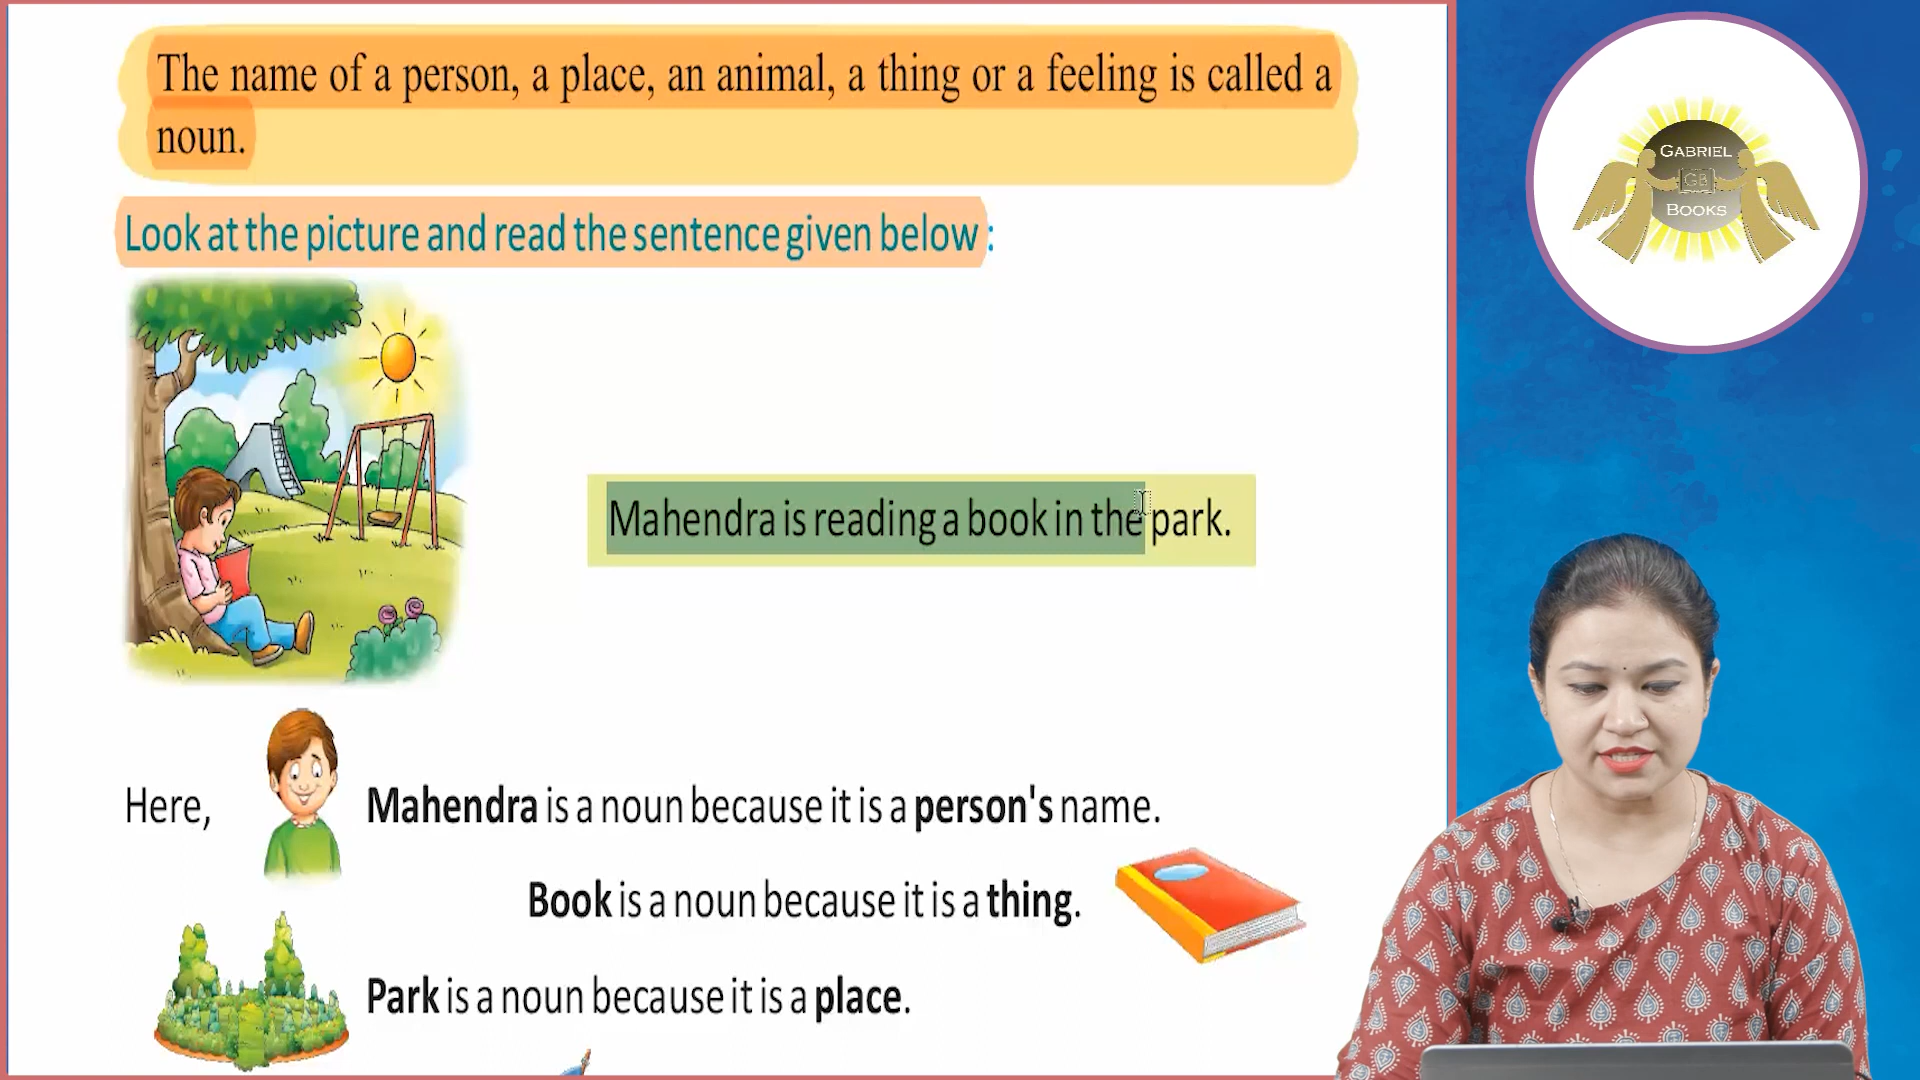 The name of a person, a place, an animal, a thing or a feeling is called a
noun.
Look at the picture and read the sentence given below :
Mahendra is reading a book in the park.
Here,
Mahendra is a noun because it is a person's name.
Book is a noun because it is a thing.
Park is a noun because it is a place.
GABRIEL
GB
BOOKS